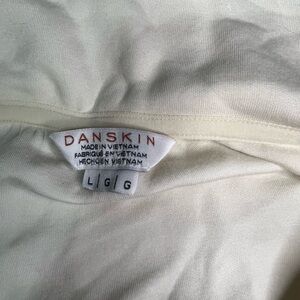 DANSKIN
MADE IN VIETNAM
FABRIQUÉ EN VIETNAM
HECHO EN VIETNAM
L G G